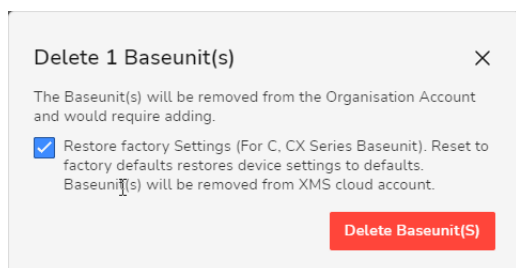 Delete 1 Baseunit(s)
The Baseunit(s) will be removed from the Organisation Account
and would require adding.
Restore factory Settings (For C, CX Series Baseunit). Reset to
factory defaults restores device settings to defaults.
Baseunit(s) will be removed from XMS cloud account.
Delete Baseunit(S)